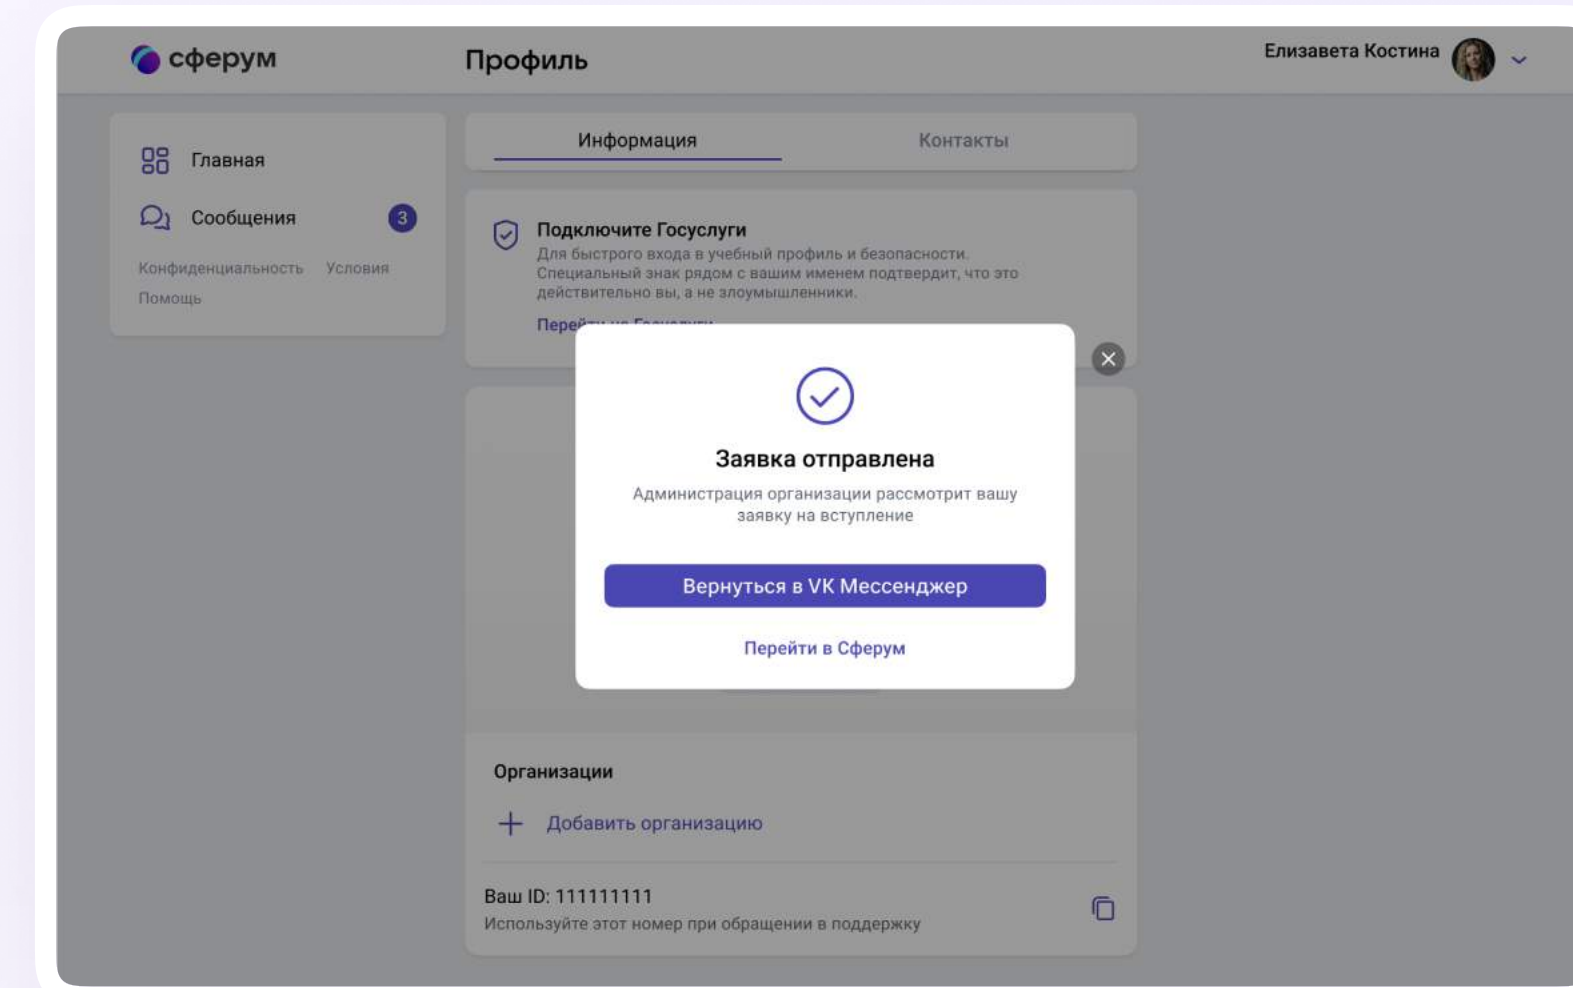 сферум
Профиль
Елизавета Костина
Главная
Сообщения 3
Конфиденциальность Условия
Помощь
Информация Контакты
Подключите Госуслуги
Для быстрого входа в учебный профиль и безопасности.
Специальный знак рядом с вашим именем подтвердит, что это
действительно вы, а не злоумышленники.
Заявка отправлена
Администрация организации рассмотрит вашу
заявку на вступление
Вернуться в VK Мессенджер
Перейти в Сферум
Организации
Добавить организацию
Ваш ID: 111111111
Используйте этот номер при обращении в поддержку